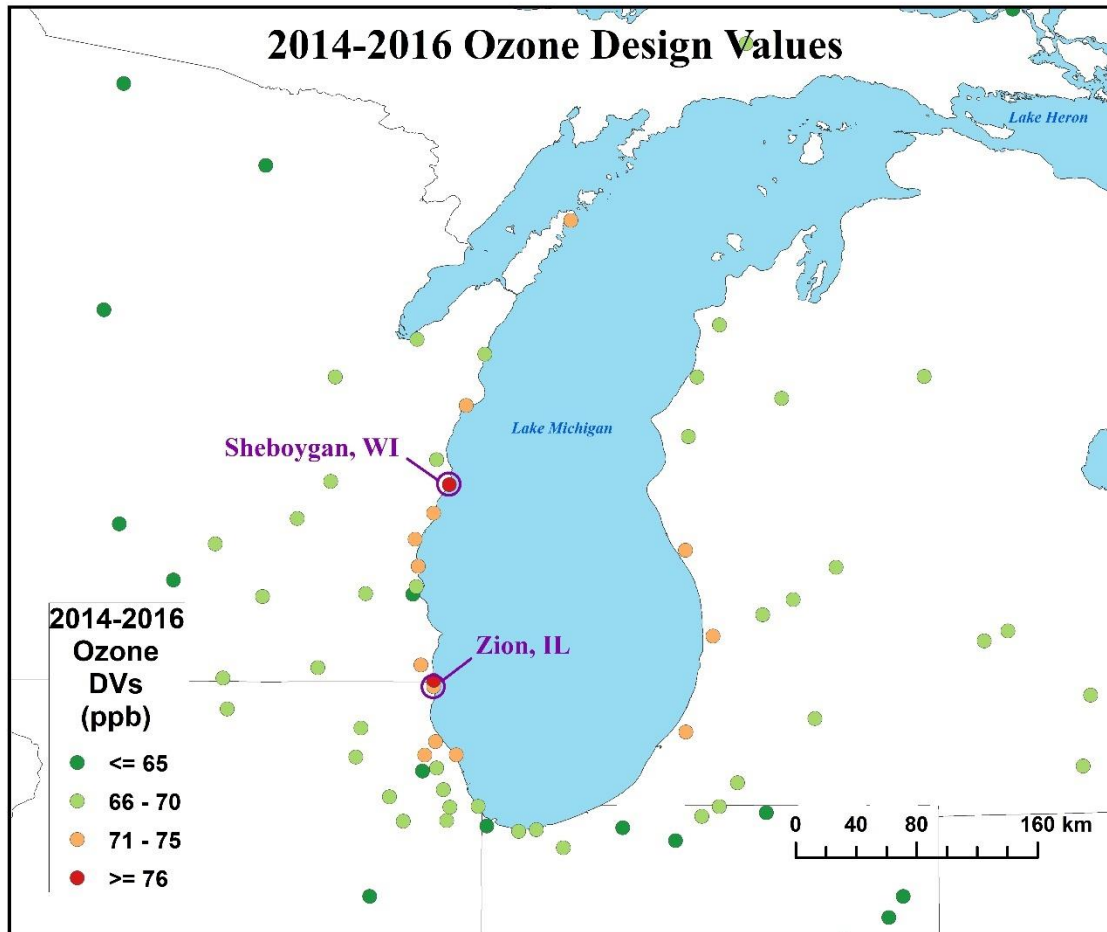 2014-2016 Ozone Design Values
Lake Heron
Lake Michigan
Sheboygan, WI
Zion, IL
2014-2016
Ozone
DVs
(ppb)
<= 65
66 - 70
71 - 75
>= 76
0 40 80 160 km